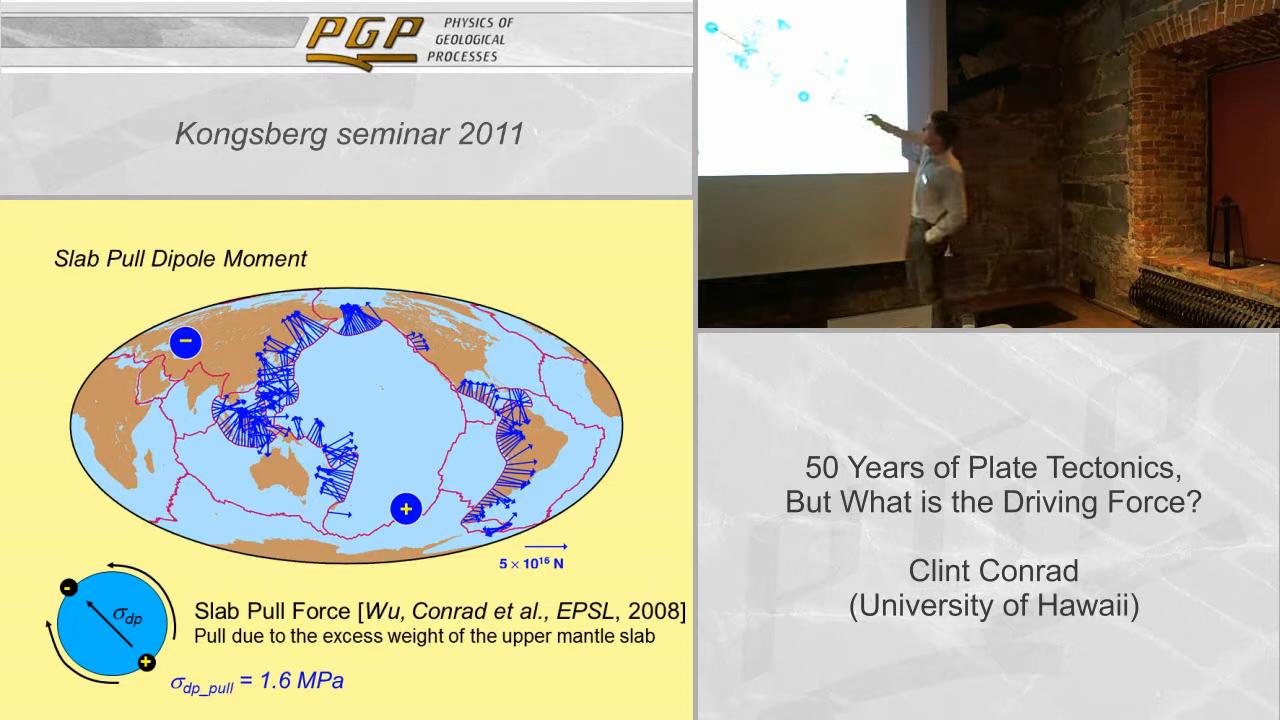 PGP
PHYSICS OF
GEOLOGICAL
PROCESSES
Kongsberg seminar 2011
Slab Pull Dipole Moment
−
+
5 × 10¹⁶ N
-
σdp
+
Slab Pull Force [Wu, Conrad et al., EPSL, 2008]
Pull due to the excess weight of the upper mantle slab
σdp_pull = 1.6 MPa
50 Years of Plate Tectonics,
But What is the Driving Force?
Clint Conrad
(University of Hawaii)